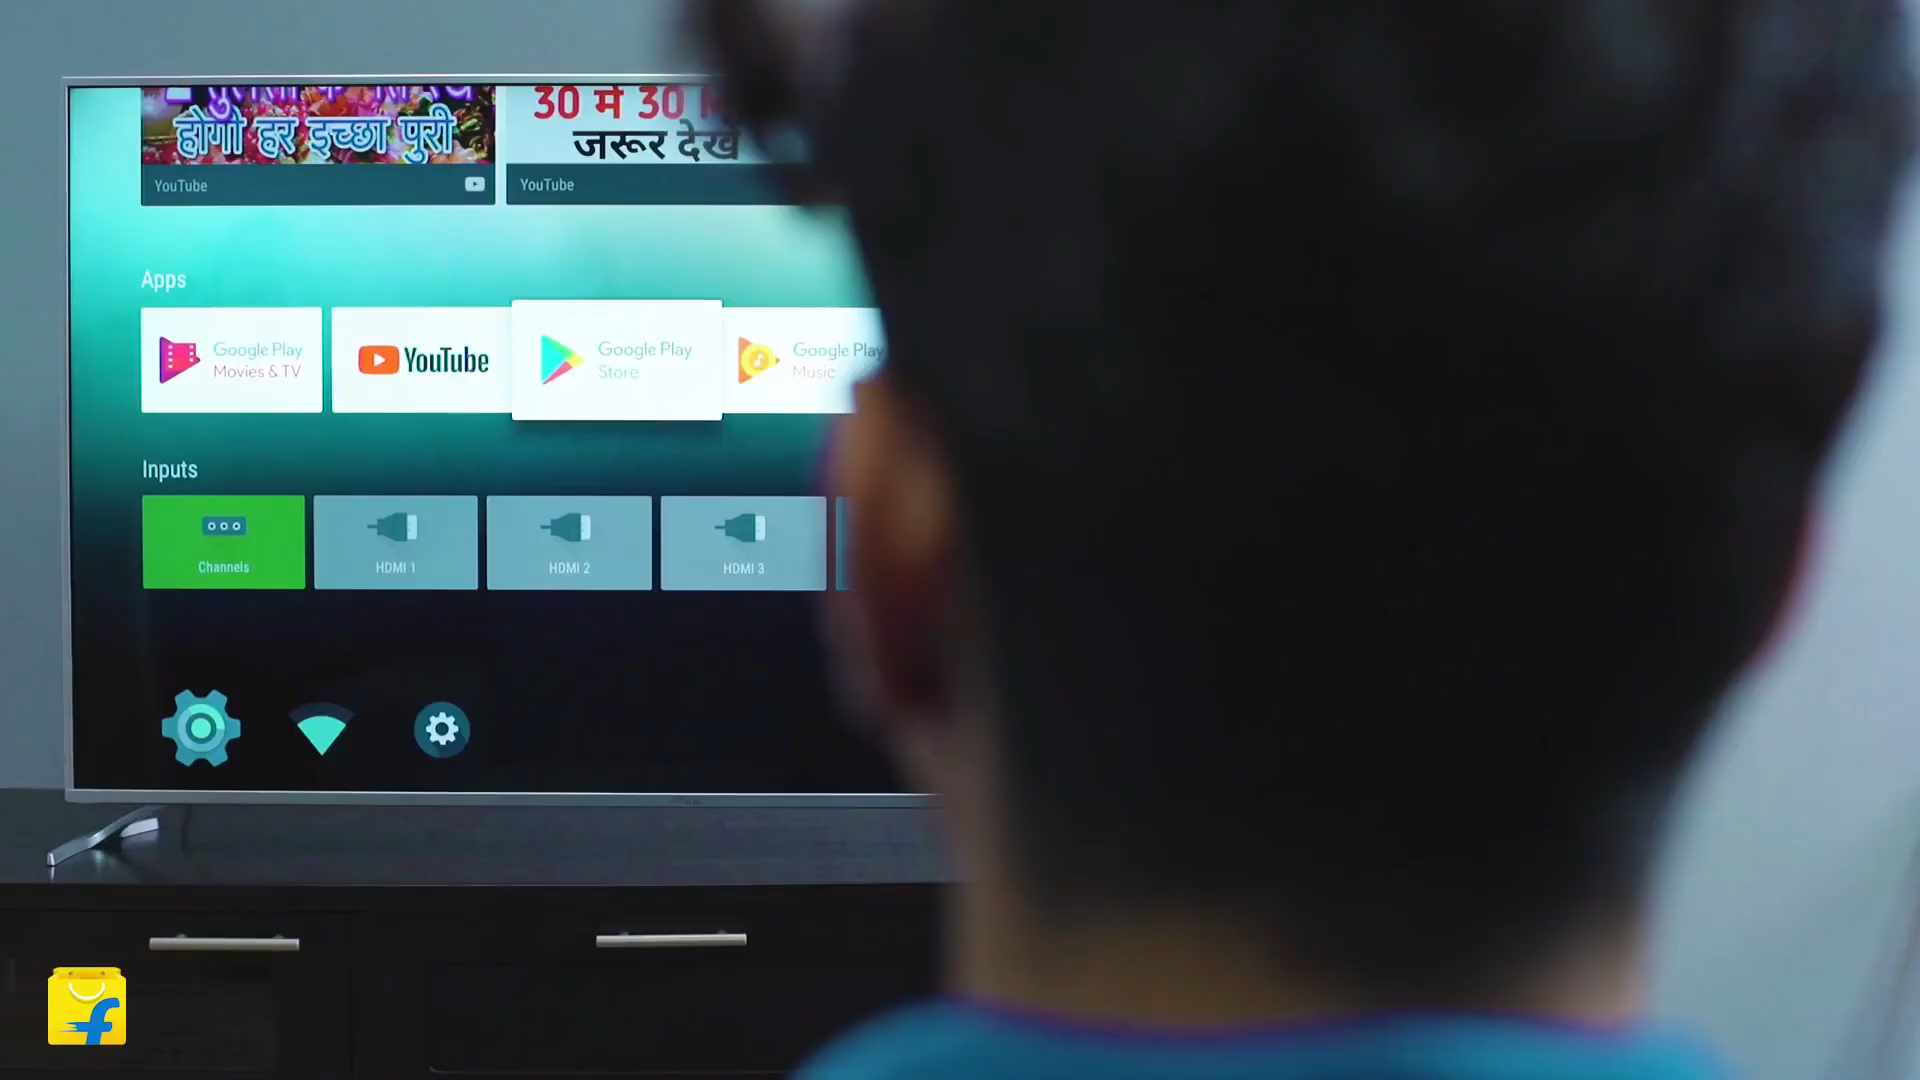 होगी हर इच्छा पुरी
YouTube
30 में 30
जरूर देखें
YouTube
Apps
Google Play
Movies & TV
YouTube
Google Play
Store
Google Play
Music
Inputs
Channels
HDMI 1
HDMI 2
HDMI 3